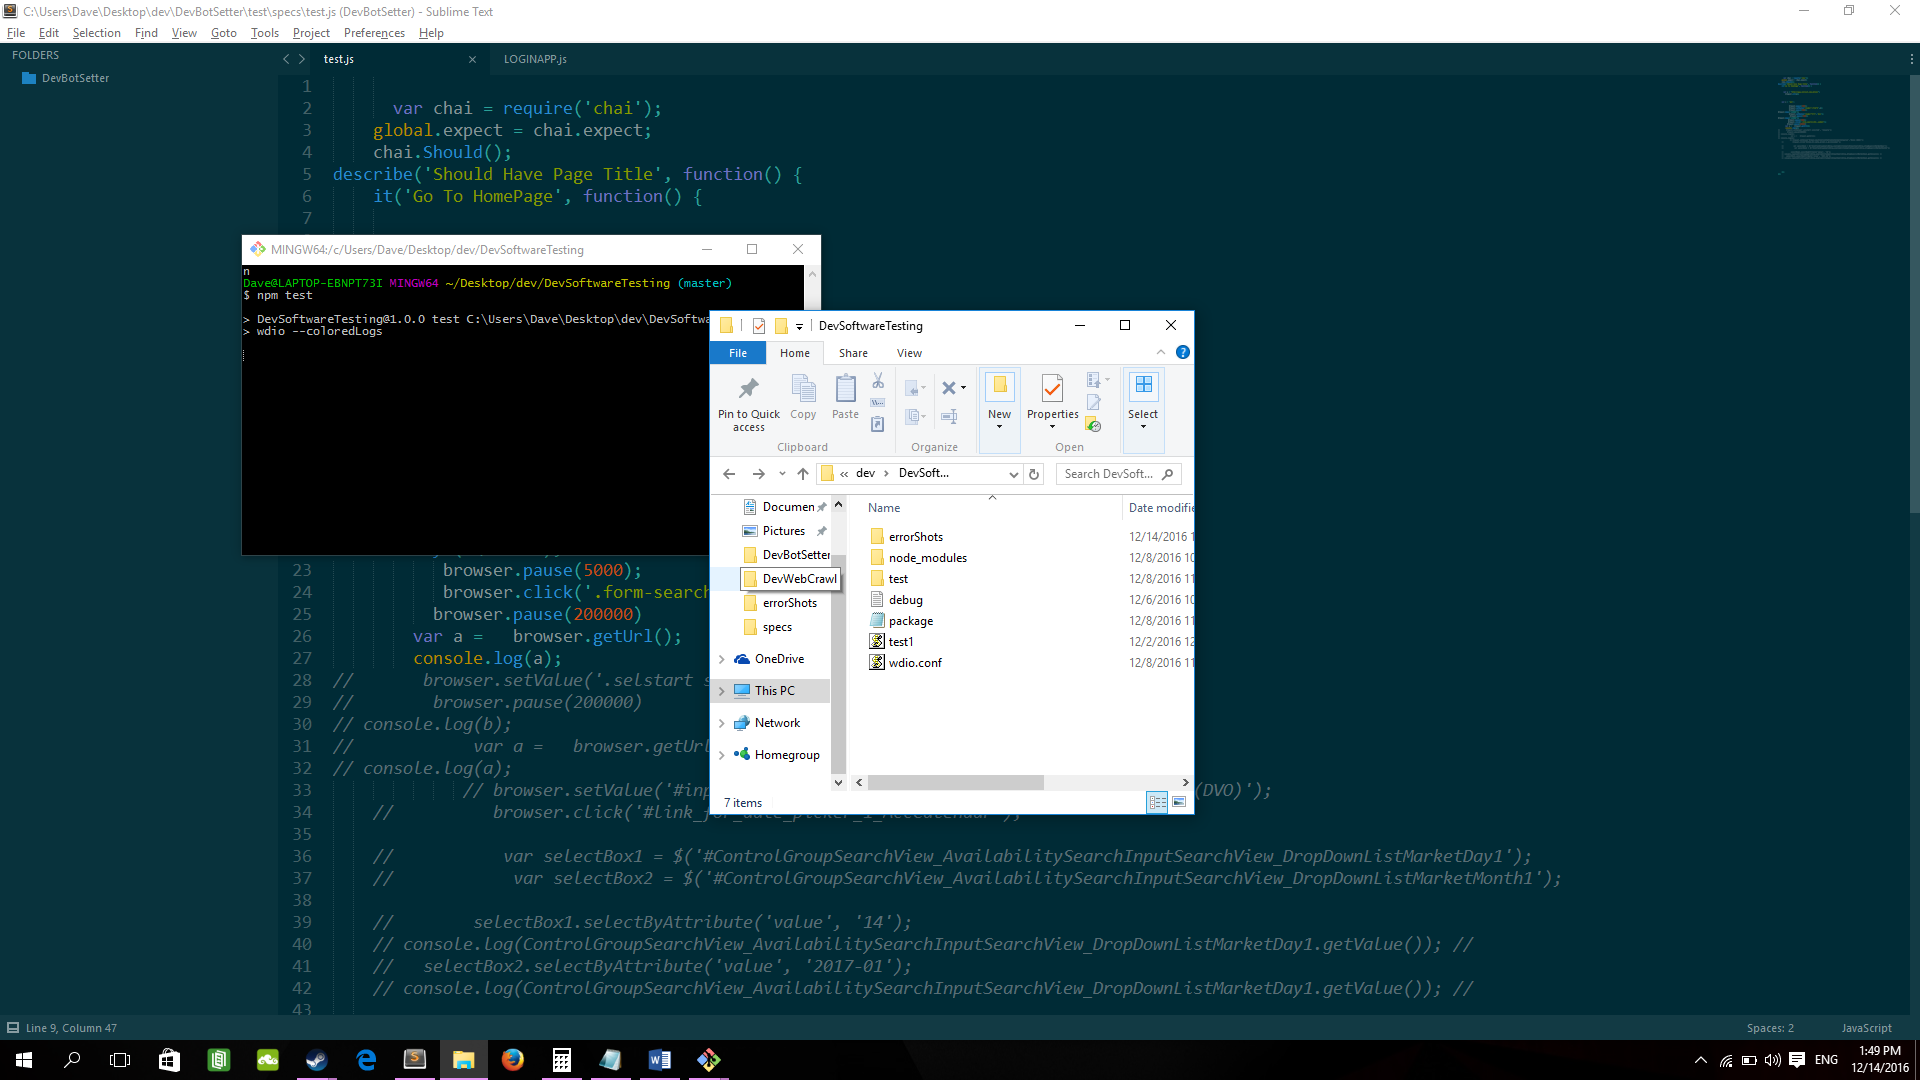 C:\Users\Dave\Desktop\dev\DevBotSetter\test\specs\test.js (DevBotSetter) - Sublime Text
File Edit Selection Find View Goto Tools Project Preferences Help
FOLDERS
DevBotSetter
test.js
LOGINAPP.js
1
2 var chai = require('chai');
3 global.expect = chai.expect;
4 chai.Should();
5 describe('Should Have Page Title', function() {
6 it('Go To HomePage', function() {
7
MINGW64:/c/Users/Dave/Desktop/dev/DevSoftwareTesting
n
Dave@LAPTOP-EBNPT73I MINGW64 ~/Desktop/dev/DevSoftwareTesting (master)
$ npm test
> DevSoftwareTesting@1.0.0 test C:\Users\Dave\Desktop\dev\DevSoftwa
> wdio --coloredLogs
DevSoftwareTesting
File Home Share View
Pin to Quick access
Copy
Paste
New
Properties
Select
Clipboard
Organize
Open
« dev > DevSoft...
Search DevSoft...
Documen
Pictures
DevBotSetter
DevWebCrawl
errorShots
specs
OneDrive
This PC
Network
Homegroup
Name Date modifie
errorShots 12/14/2016 1
node_modules 12/8/2016 10
test 12/8/2016 11
debug 12/6/2016 10
package 12/8/2016 11
test1 12/2/2016 12
wdio.conf 12/8/2016 11
7 items
23 browser.pause(5000);
24 browser.click('.form-search
25 browser.pause(200000)
26 var a = browser.getUrl();
27 console.log(a);
28 // browser.setValue('.selstart s
29 // browser.pause(200000)
30 // console.log(b);
31 // var a = browser.getUrl
32 // console.log(a);
33 // browser.setValue('#inp (DVO)');
34 // browser.click('#link_for_date_picker_1_AccCalendar');
35
36 // var selectBox1 = $('#ControlGroupSearchView_AvailabilitySearchInputSearchView_DropDownListMarketDay1');
37 // var selectBox2 = $('#ControlGroupSearchView_AvailabilitySearchInputSearchView_DropDownListMarketMonth1');
38
39 // selectBox1.selectByAttribute('value', '14');
40 // console.log(ControlGroupSearchView_AvailabilitySearchInputSearchView_DropDownListMarketDay1.getValue()); //
41 // selectBox2.selectByAttribute('value', '2017-01');
42 // console.log(ControlGroupSearchView_AvailabilitySearchInputSearchView_DropDownListMarketDay1.getValue()); //
43
Line 9, Column 47
Spaces: 2
JavaScript
ENG
1:49 PM
12/14/2016